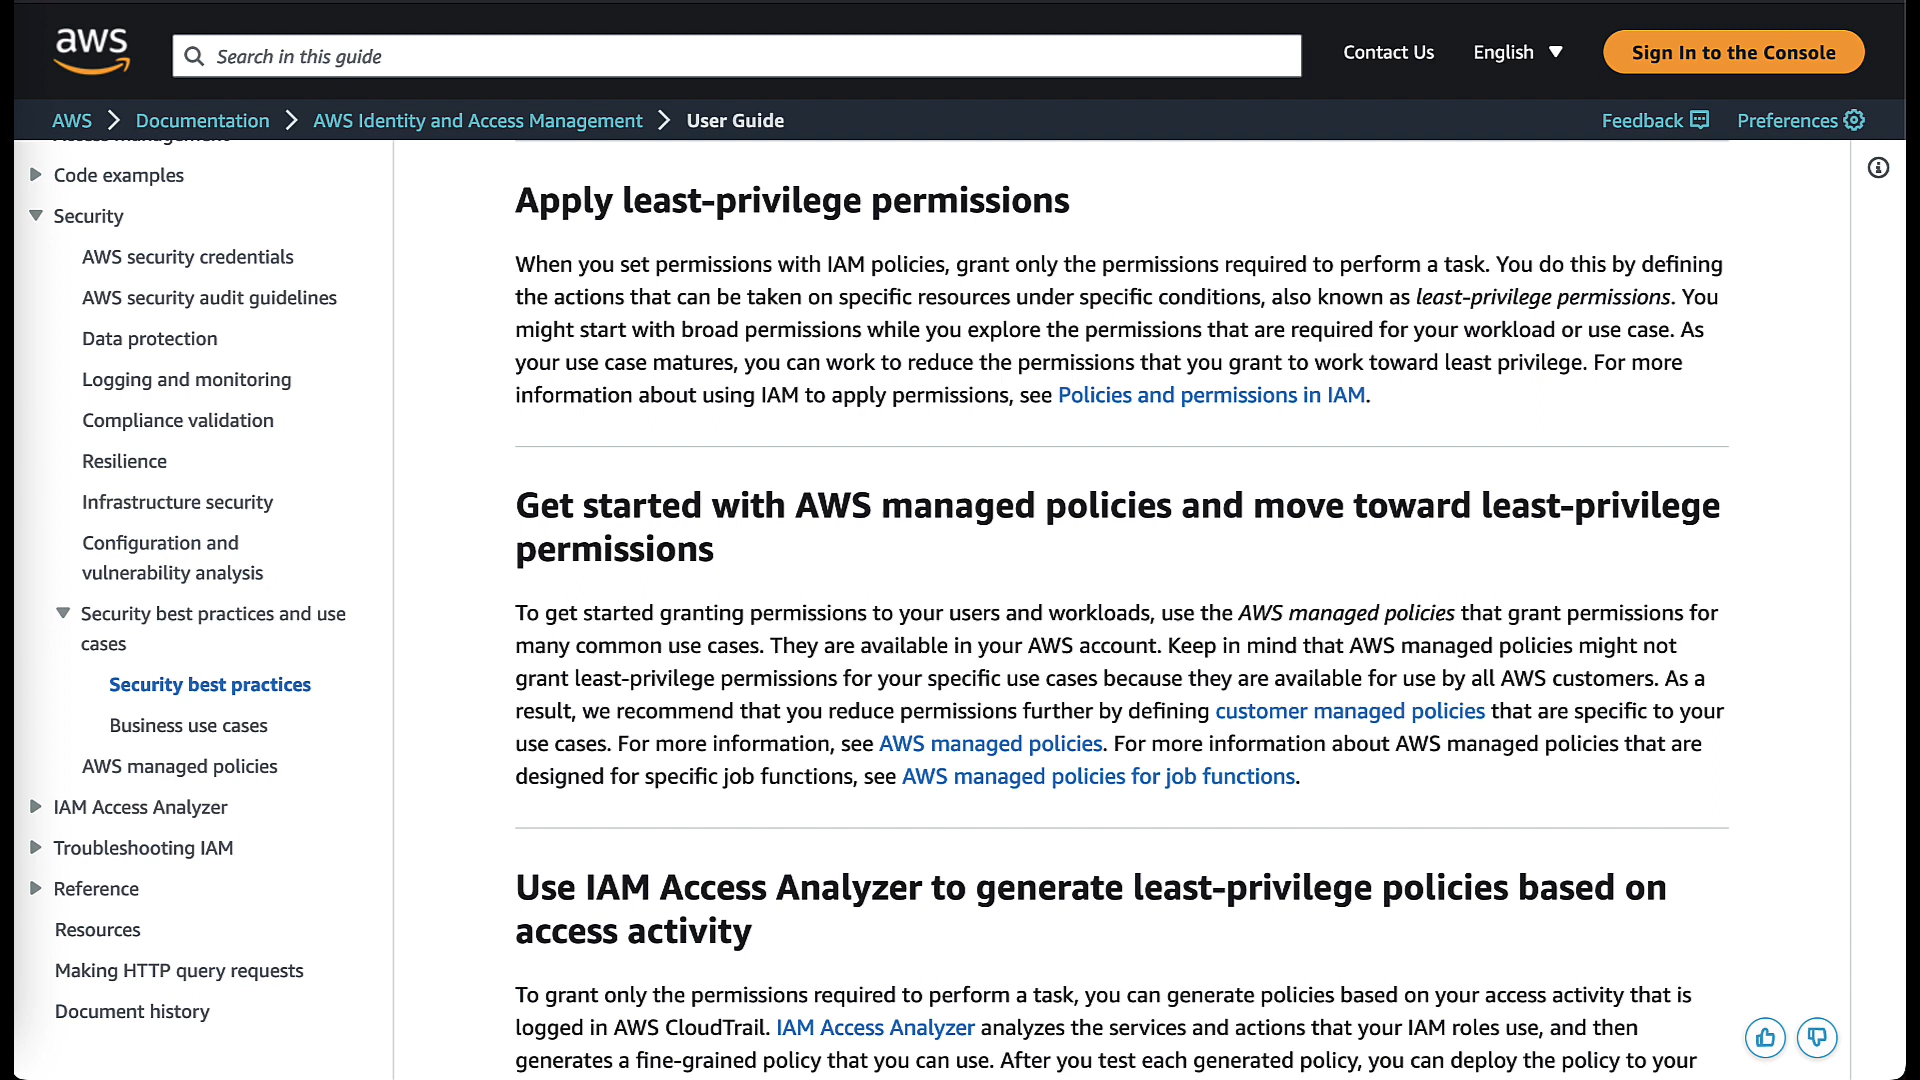 aws
Search in this guide
Contact Us
English
Sign In to the Console
AWS
Documentation
AWS Identity and Access Management
User Guide
Feedback
Preferences
Code examples
Security
AWS security credentials
AWS security audit guidelines
Data protection
Logging and monitoring
Compliance validation
Resilience
Infrastructure security
Configuration and
vulnerability analysis
Security best practices and use
cases
Security best practices
Business use cases
AWS managed policies
IAM Access Analyzer
Troubleshooting IAM
Reference
Resources
Making HTTP query requests
Document history
Apply least-privilege permissions
When you set permissions with IAM policies, grant only the permissions required to perform a task. You do this by defining
the actions that can be taken on specific resources under specific conditions, also known as least-privilege permissions. You
might start with broad permissions while you explore the permissions that are required for your workload or use case. As
your use case matures, you can work to reduce the permissions that you grant to work toward least privilege. For more
information about using IAM to apply permissions, see Policies and permissions in IAM.
Get started with AWS managed policies and move toward least-privilege
permissions
To get started granting permissions to your users and workloads, use the AWS managed policies that grant permissions for
many common use cases. They are available in your AWS account. Keep in mind that AWS managed policies might not
grant least-privilege permissions for your specific use cases because they are available for use by all AWS customers. As a
result, we recommend that you reduce permissions further by defining customer managed policies that are specific to your
use cases. For more information, see AWS managed policies. For more information about AWS managed policies that are
designed for specific job functions, see AWS managed policies for job functions.
Use IAM Access Analyzer to generate least-privilege policies based on
access activity
To grant only the permissions required to perform a task, you can generate policies based on your access activity that is
logged in AWS CloudTrail. IAM Access Analyzer analyzes the services and actions that your IAM roles use, and then
generates a fine-grained policy that you can use. After you test each generated policy, you can deploy the policy to your